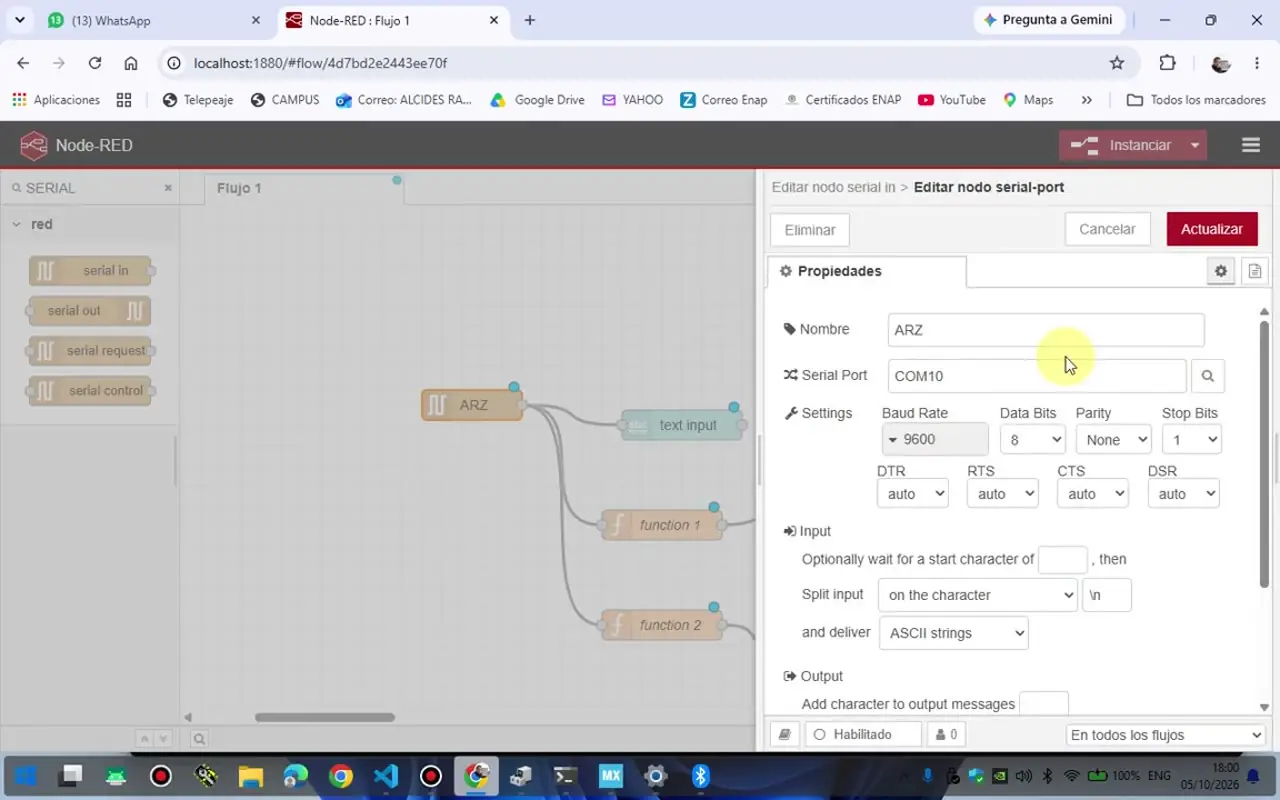 (13) WhatsApp
Node-RED : Flujo 1
Pregunta a Gemini
localhost:1880/#flow/4d7bd2e2443ee70f
Aplicaciones
Telepeaje
CAMPUS
Correo: ALCIDES RA...
Google Drive
YAHOO
Correo Enap
Certificados ENAP
YouTube
Maps
»
Todos los marcadores
Node-RED
Instanciar
SERIAL
Flujo 1
red
serial in
serial out
serial request
serial control
ARZ
text input
function 1
function 2
Editar nodo serial in > Editar nodo serial-port
Eliminar
Cancelar
Actualizar
Propiedades
Nombre
ARZ
Serial Port
COM10
Settings
Baud Rate
Data Bits
Parity
Stop Bits
9600
8
None
1
DTR
RTS
CTS
DSR
auto
auto
auto
auto
Input
Optionally wait for a start character of , then
Split input
on the character
\n
and deliver
ASCII strings
Output
Add character to output messages
Habilitado
0
En todos los flujos
MX
100%
ENG
18:00
05/10/2026